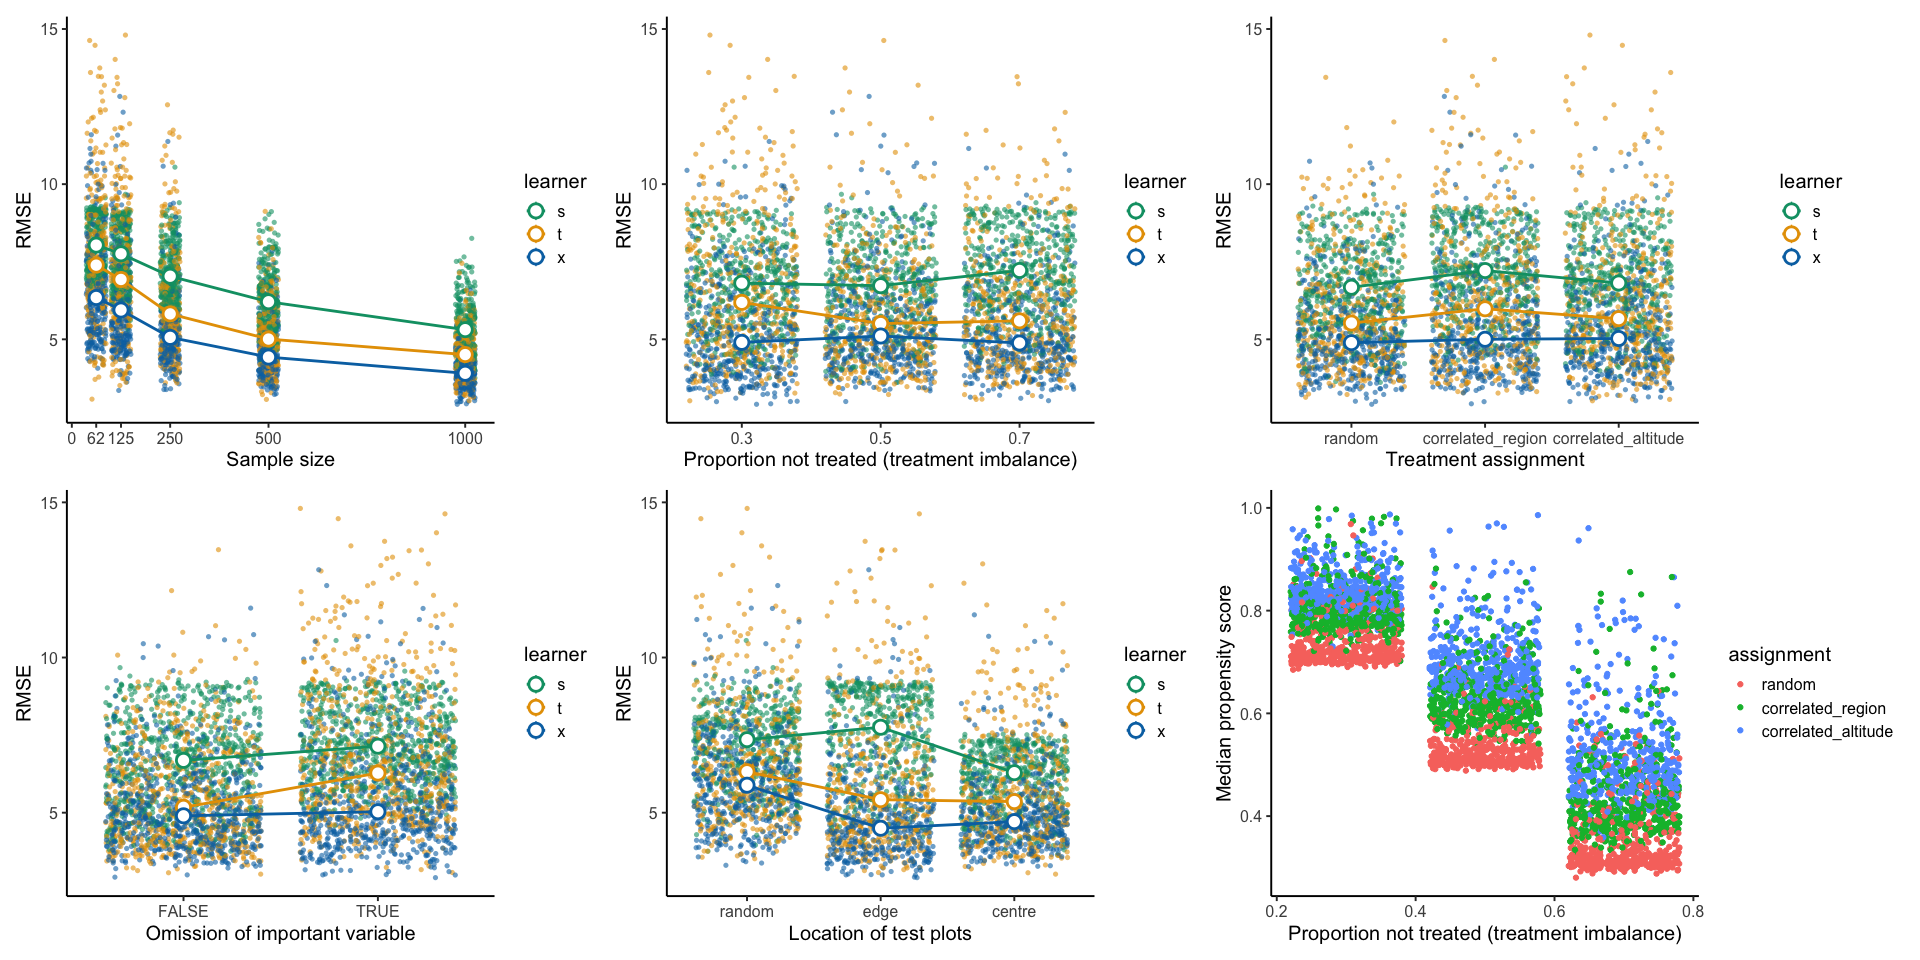 15
10
5
RMSE
0 62 125 250 500 1000
Sample size
learner
s
t
x
15
10
5
RMSE
0.3 0.5 0.7
Proportion not treated (treatment imbalance)
learner
s
t
x
15
10
5
RMSE
random correlated_region correlated_altitude
Treatment assignment
learner
s
t
x
15
10
5
RMSE
FALSE TRUE
Omission of important variable
learner
s
t
x
15
10
5
RMSE
random edge centre
Location of test plots
learner
s
t
x
1.0
0.8
0.6
0.4
Median propensity score
0.2 0.4 0.6 0.8
Proportion not treated (treatment imbalance)
assignment
random
correlated_region
correlated_altitude